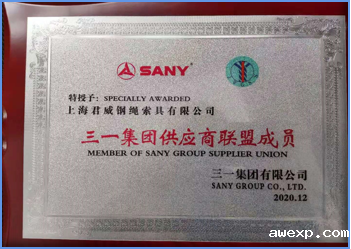 SANY
特授予：SPECIALLY AWARDED
上海君威钢绳索具有限公司
三一集团供应商联盟成员
MEMBER OF SANY GROUP SUPPLIER UNION
三一集团有限公司
SANY GROUP CO., LTD.
2020.12
awexp.com